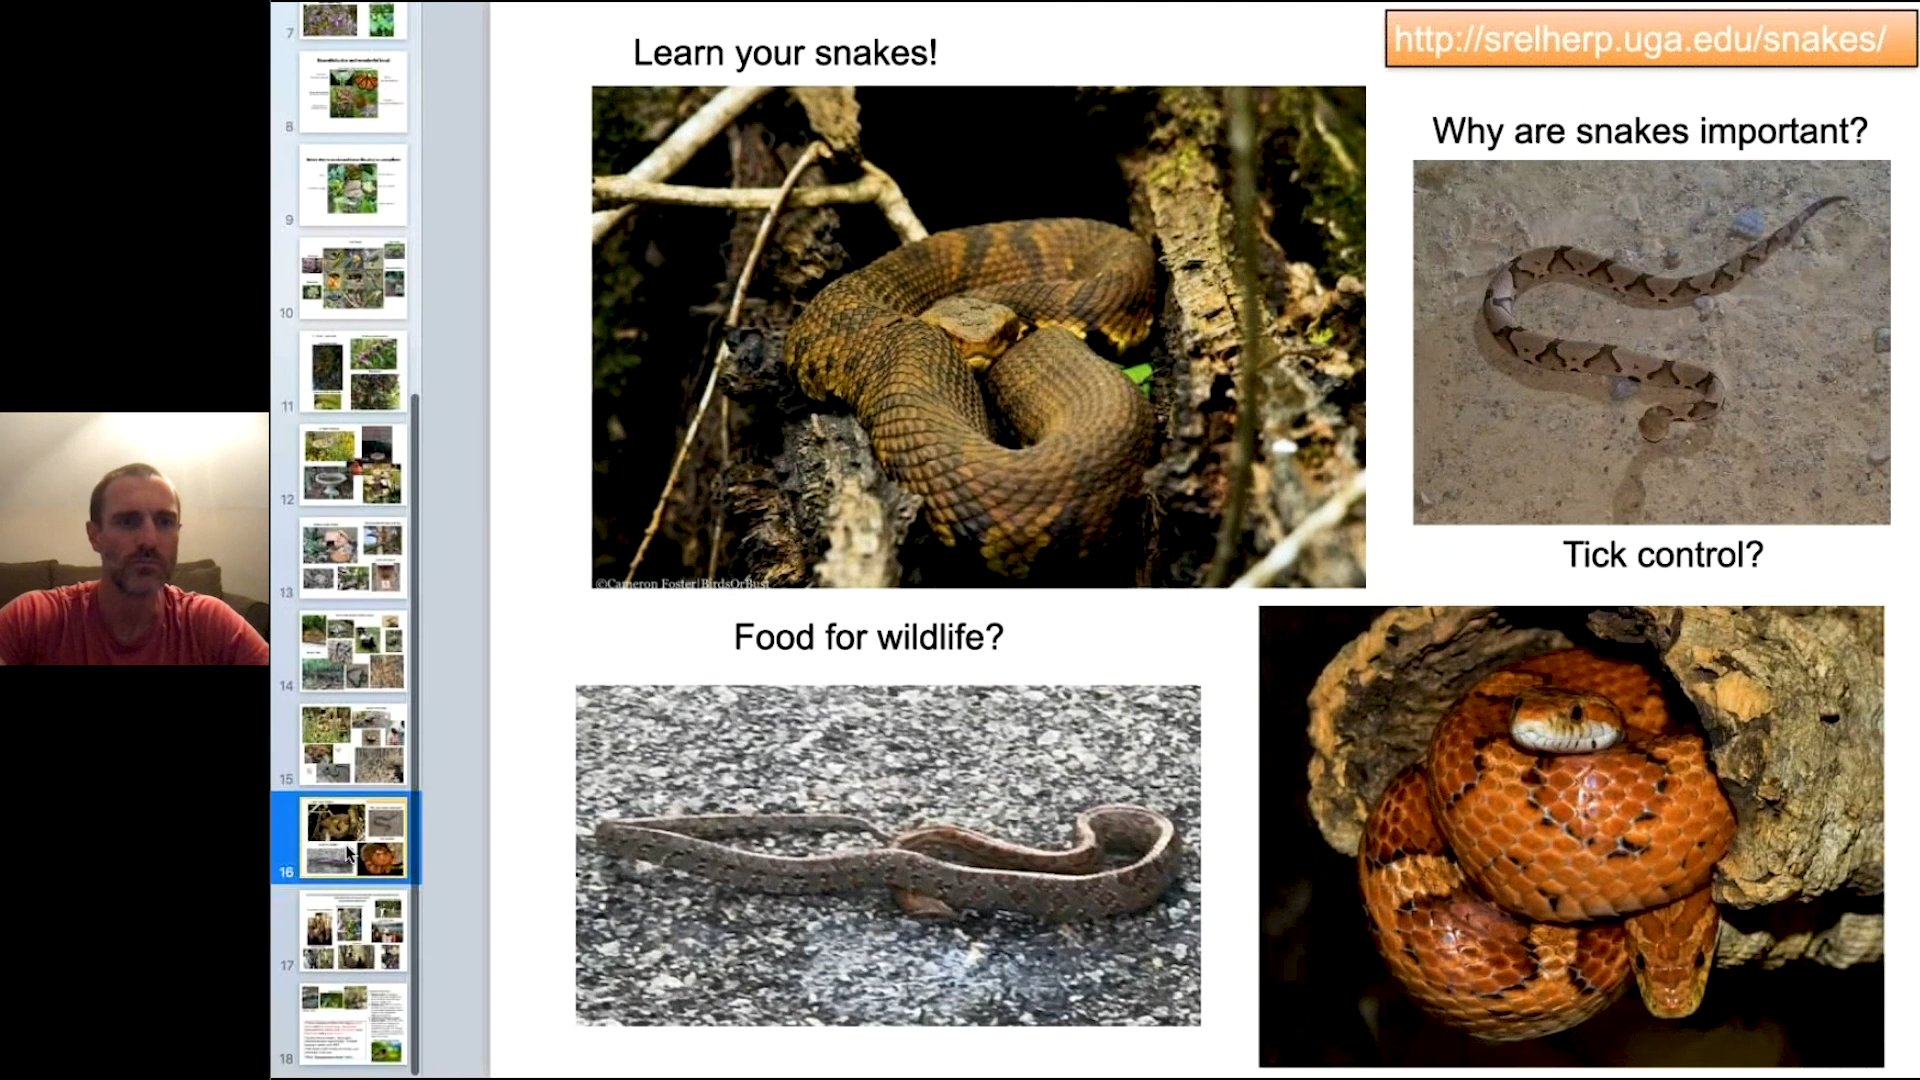 Learn your snakes!
http://srelherp.uga.edu/snakes/
Why are snakes important?
©Cameron Foster|BirdsOrBust
Tick control?
Food for wildlife?
7
8
9
10
11
12
13
14
15
16
17
18